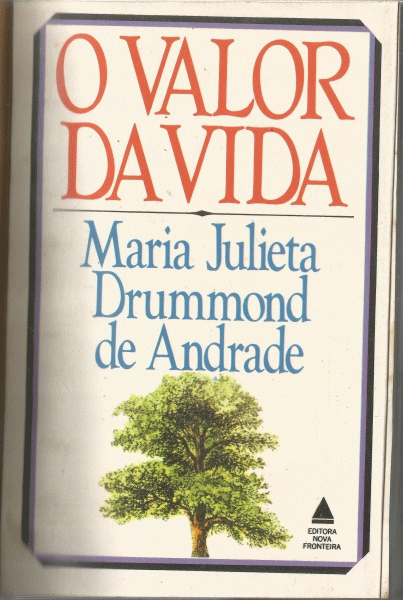 O VALOR
DA VIDA
Maria Julieta
Drummond
de Andrade
EDITORA
NOVA
FRONTEIRA